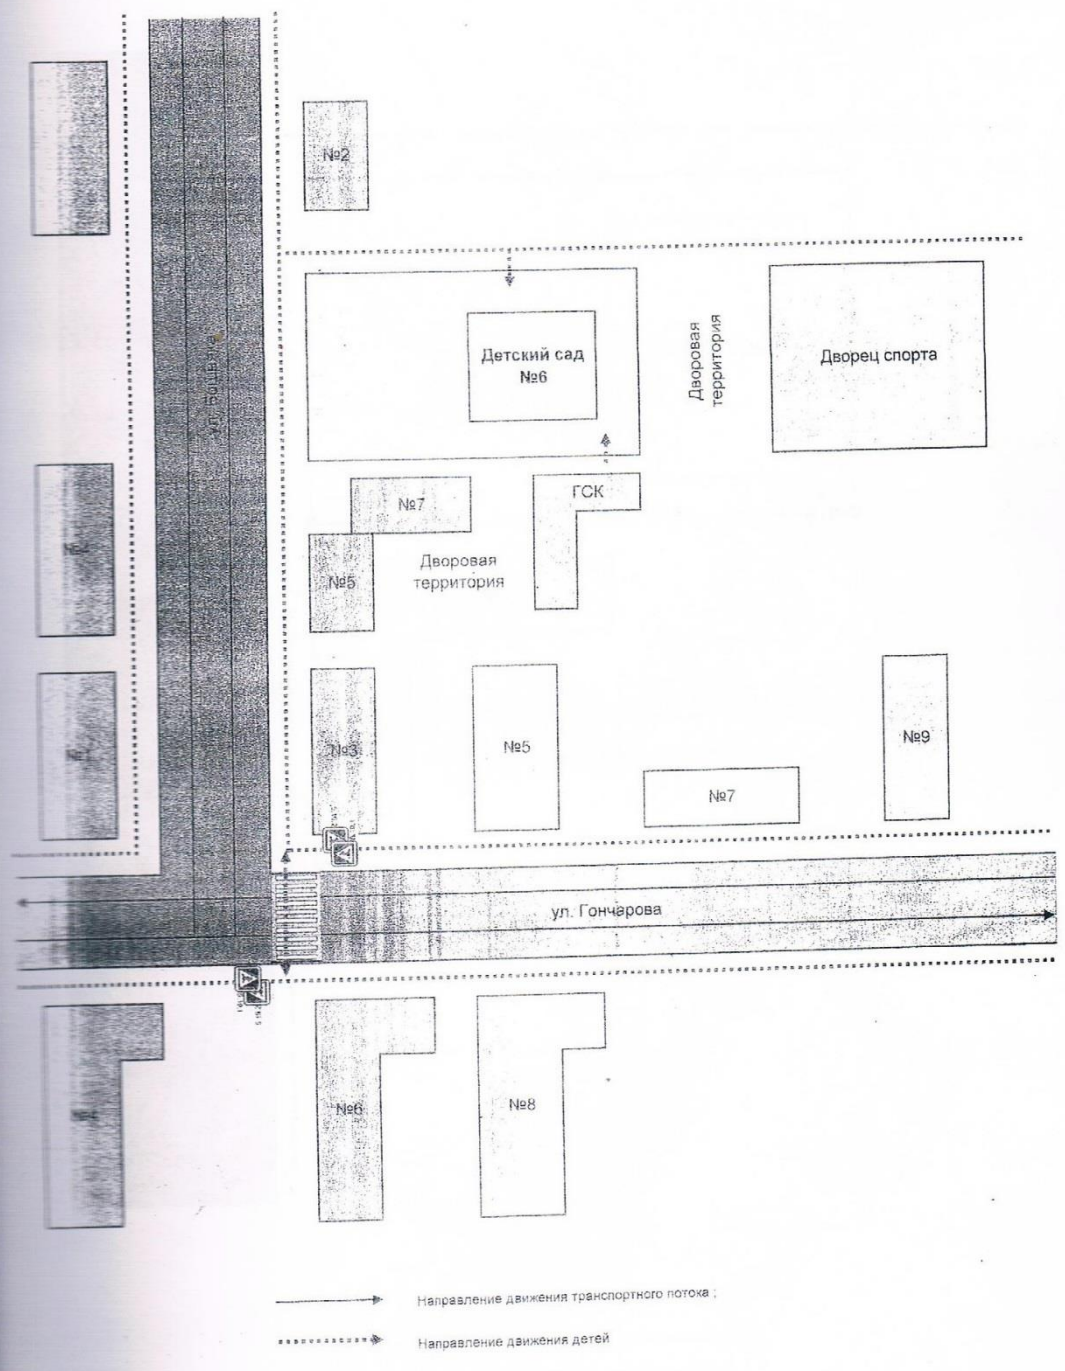 №2
Детский сад
№6
Дворовая
территория
Дворец спорта
№7
ГСК
№5
Дворовая
территория
№3
№5
№7
№9
ул. Гончарова
№6
№8
Направление движения транспортного потока ;
Направление движения детей